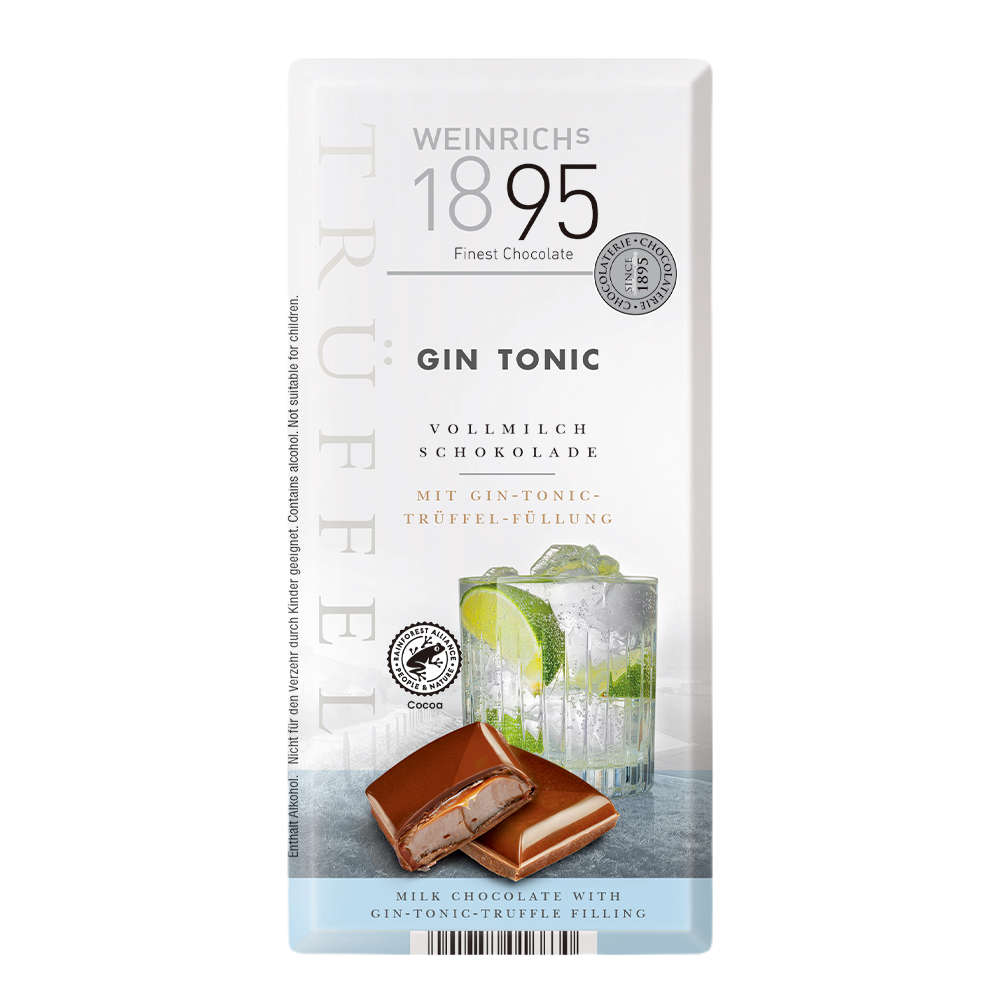 WEINRICHS
1895
Finest Chocolate
CHOCOLATERIE • CHOCOLATERIE •
SINCE
1895
TRÜFFEL
GIN TONIC
VOLLMILCH
SCHOKOLADE
MIT GIN-TONIC-
TRÜFFEL-FÜLLUNG
Enthält Alkohol. Nicht für den Verzehr durch Kinder geeignet. Contains alcohol. Not suitable for children.
RAINFOREST ALLIANCE
• PEOPLE & NATURE •
Cocoa
MILK CHOCOLATE WITH
GIN-TONIC-TRUFFLE FILLING